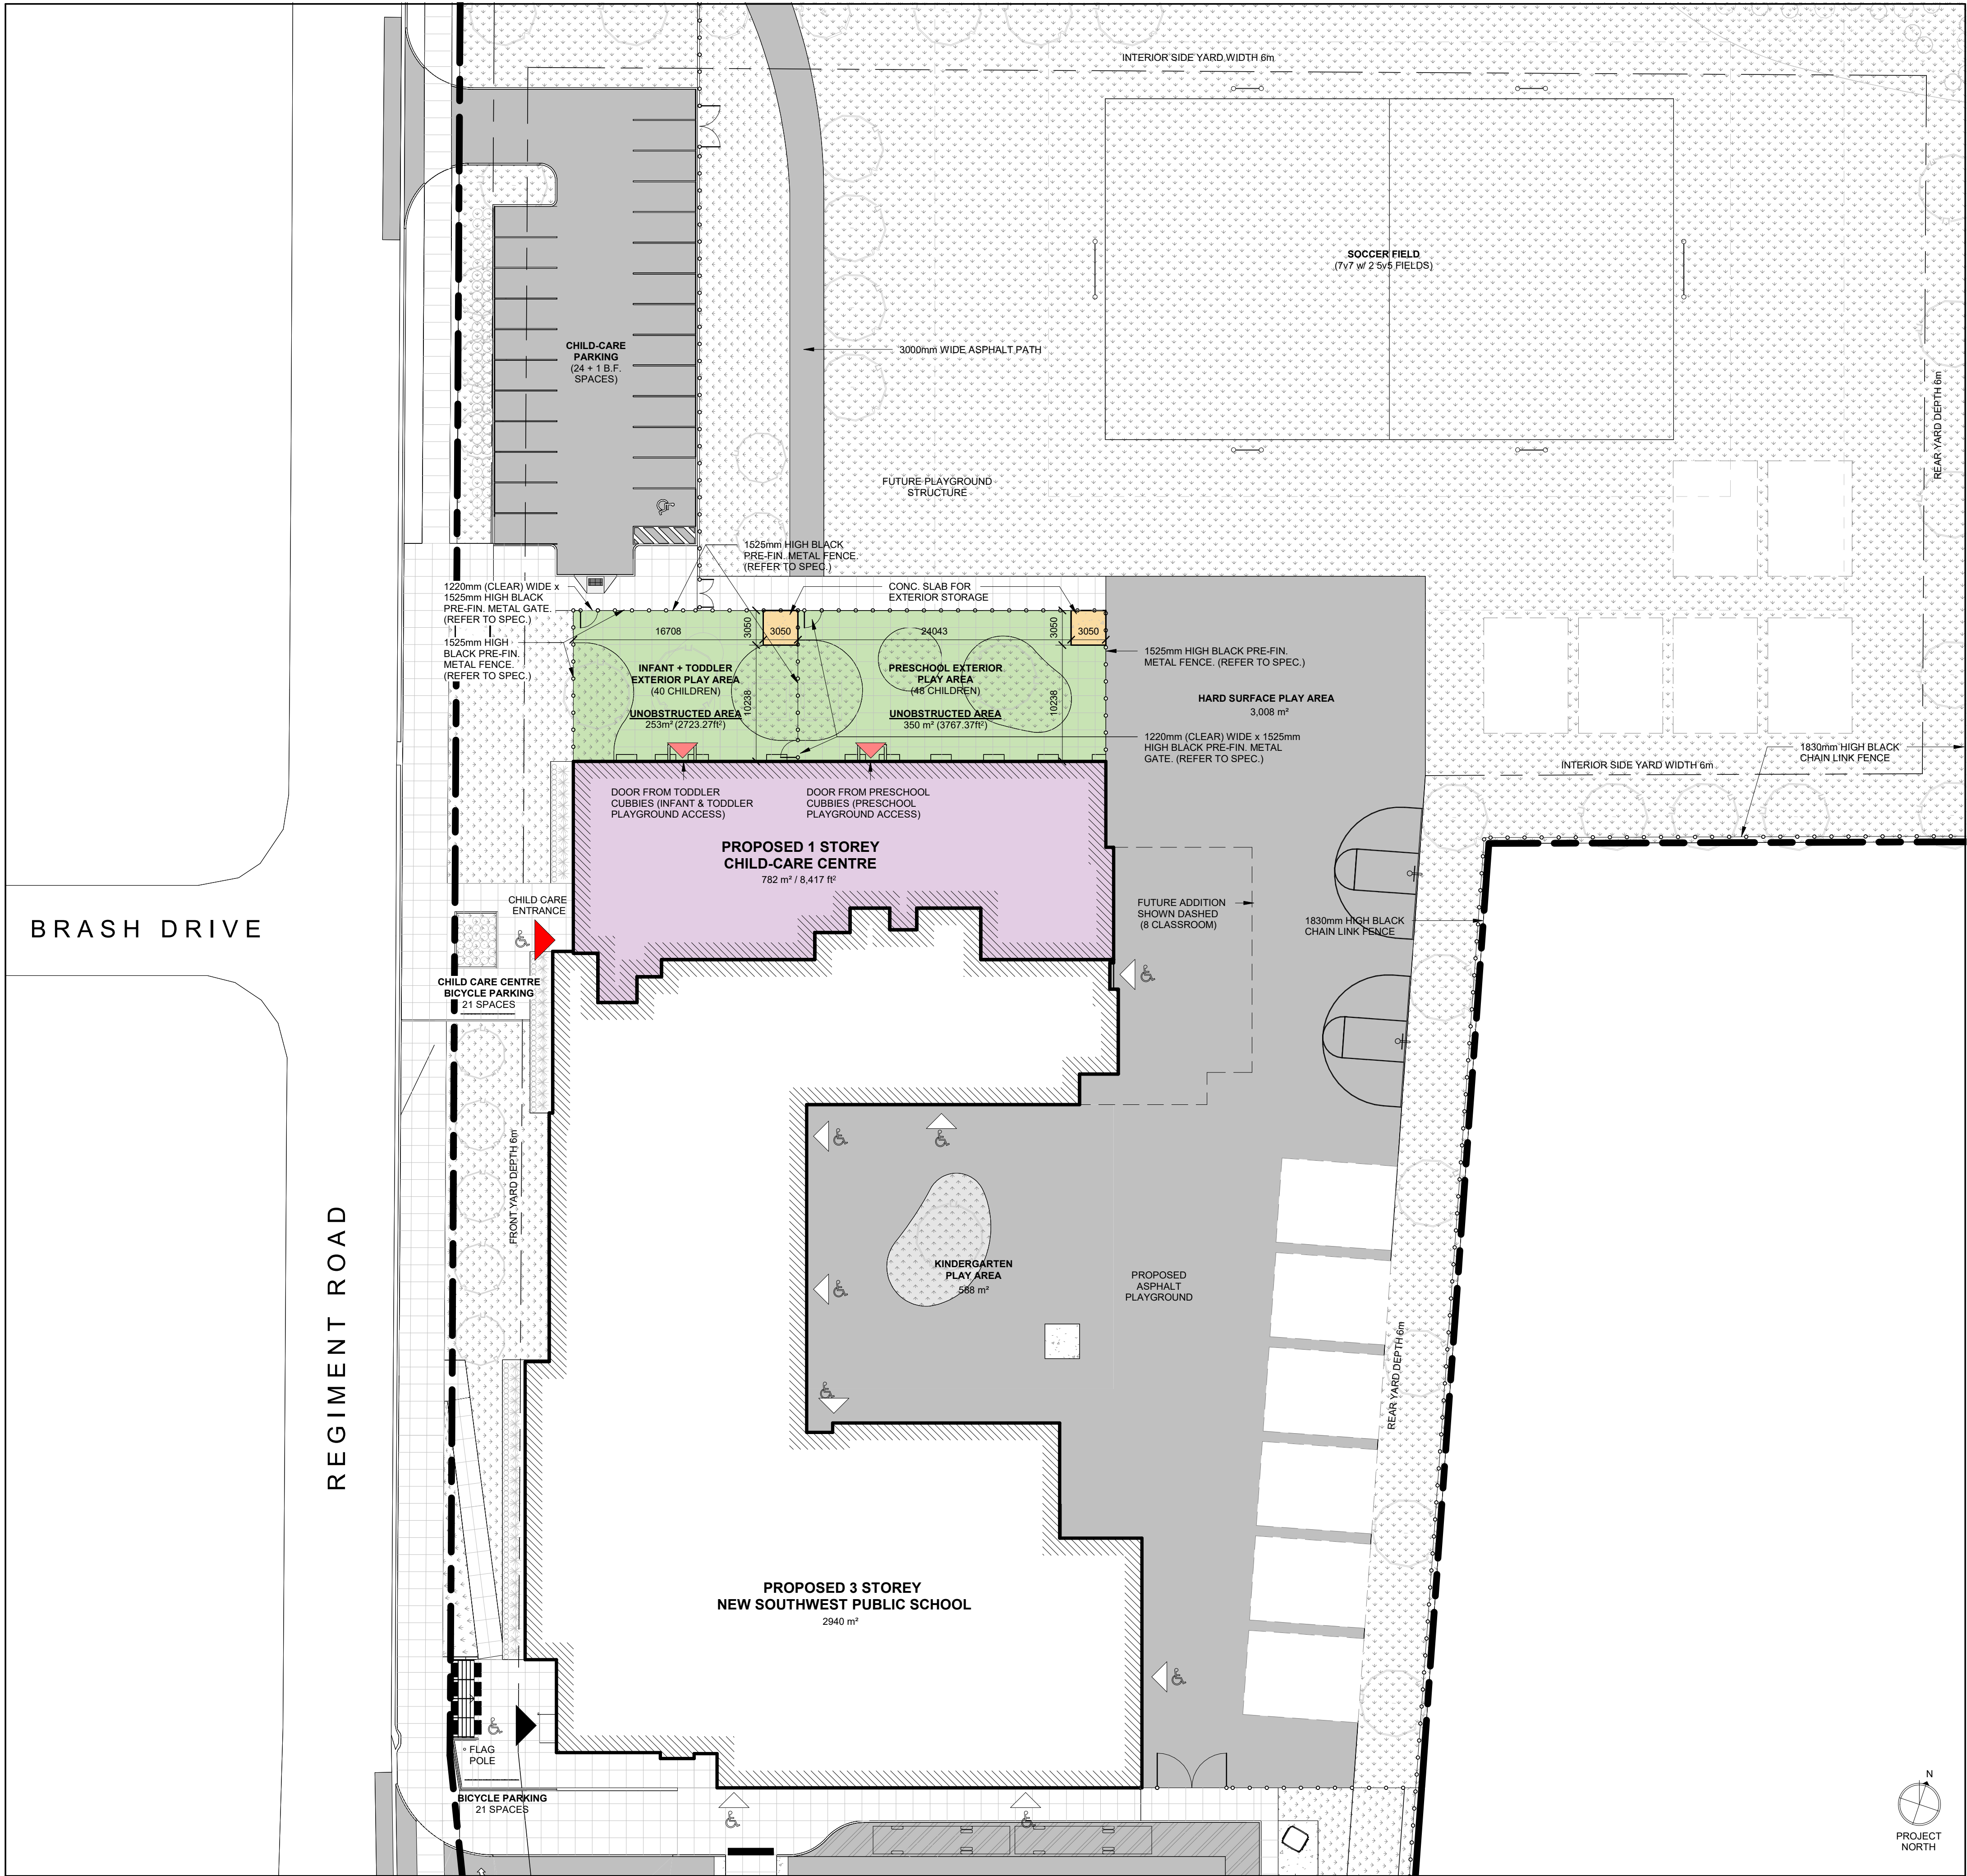 INTERIOR SIDE YARD WIDTH 6m
SOCCER FIELD
(7v7 w/ 2 5v5 FIELDS)
CHILD-CARE
PARKING
(24 + 1 B.F.
SPACES)
3000mm WIDE ASPHALT PATH
REAR YARD DEPTH 6m
FUTURE PLAYGROUND
STRUCTURE
1525mm HIGH BLACK
PRE-FIN. METAL FENCE.
(REFER TO SPEC.)
1220mm (CLEAR) WIDE x
1525mm HIGH BLACK
PRE-FIN. METAL GATE.
(REFER TO SPEC.)
CONC. SLAB FOR
EXTERIOR STORAGE
1525mm HIGH
BLACK PRE-FIN.
METAL FENCE.
(REFER TO SPEC.)
16708
3050
3050
24043
3050
3050
INFANT + TODDLER
EXTERIOR PLAY AREA
(40 CHILDREN)
UNOBSTRUCTED AREA
253m² (2723.27ft²)
10238
PRESCHOOL EXTERIOR
PLAY AREA
(48 CHILDREN)
UNOBSTRUCTED AREA
350 m² (3767.37ft²)
10238
1525mm HIGH BLACK PRE-FIN.
METAL FENCE. (REFER TO SPEC.)
HARD SURFACE PLAY AREA
3,008 m²
1220mm (CLEAR) WIDE x 1525mm
HIGH BLACK PRE-FIN. METAL
GATE. (REFER TO SPEC.)
1830mm HIGH BLACK
CHAIN LINK FENCE
INTERIOR SIDE YARD WIDTH 6m
DOOR FROM TODDLER
CUBBIES (INFANT & TODDLER
PLAYGROUND ACCESS)
DOOR FROM PRESCHOOL
CUBBIES (PRESCHOOL
PLAYGROUND ACCESS)
PROPOSED 1 STOREY
CHILD-CARE CENTRE
782 m² / 8,417 ft²
CHILD CARE
ENTRANCE
FUTURE ADDITION
SHOWN DASHED
(8 CLASSROOM)
1830mm HIGH BLACK
CHAIN LINK FENCE
BRASH DRIVE
CHILD CARE CENTRE
BICYCLE PARKING
21 SPACES
FRONT YARD DEPTH 6m
REGIMENT ROAD
KINDERGARTEN
PLAY AREA
588 m²
PROPOSED
ASPHALT
PLAYGROUND
REAR YARD DEPTH 6m
PROPOSED 3 STOREY
NEW SOUTHWEST PUBLIC SCHOOL
2940 m²
FLAG
POLE
BICYCLE PARKING
21 SPACES
N
PROJECT
NORTH